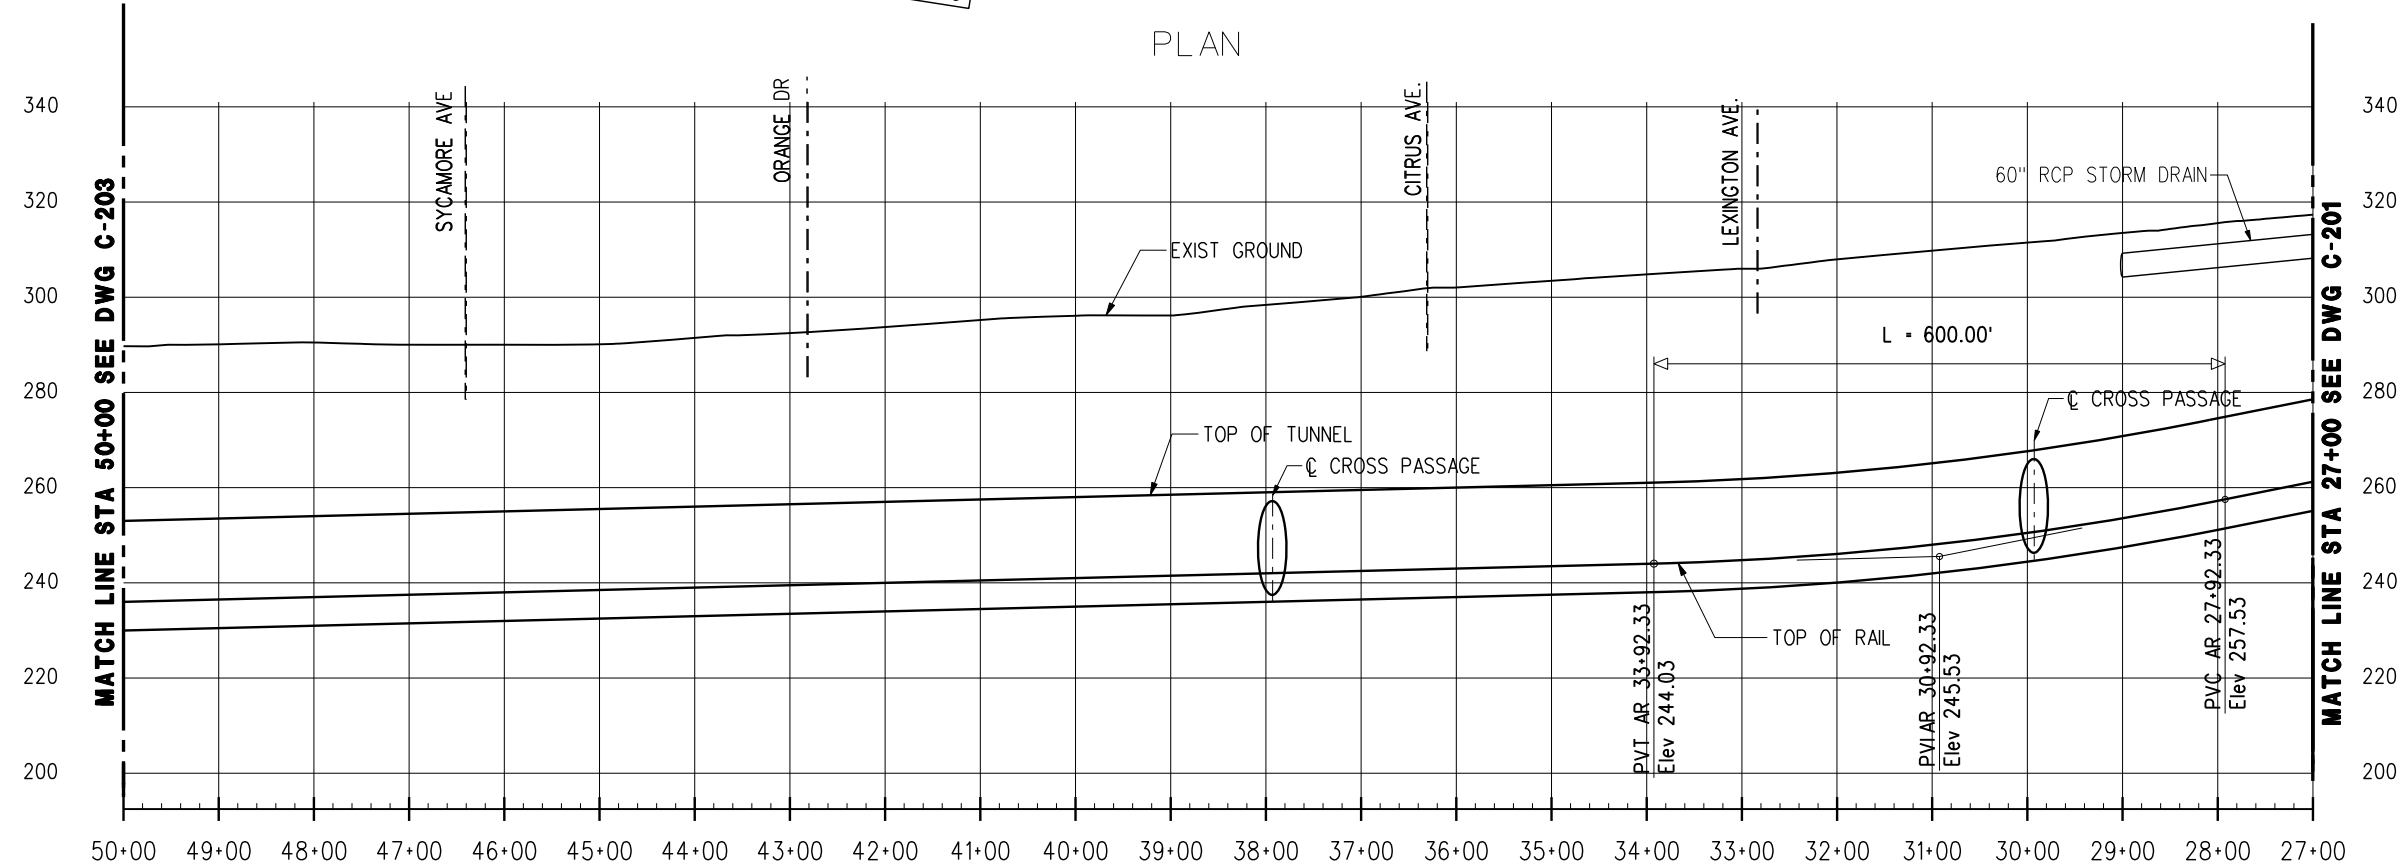 PLAN
340
320
300
280
260
240
220
200
MATCH LINE STA 50+00 SEE DWG C-203
SYCAMORE AVE
ORANGE DR
CITRUS AVE.
LEXINGTON AVE.
60" RCP STORM DRAIN
EXIST GROUND
L = 600.00'
℄ CROSS PASSAGE
TOP OF TUNNEL
℄ CROSS PASSAGE
TOP OF RAIL
PVT AR 33+92.33
Elev 244.03
PVI AR 30+92.33
Elev 245.53
PVC AR 27+92.33
Elev 257.53
340
320
300
280
260
240
220
200
MATCH LINE STA 27+00 SEE DWG C-201
50+00 49+00 48+00 47+00 46+00 45+00 44+00 43+00 42+00 41+00 40+00 39+00 38+00 37+00 36+00 35+00 34+00 33+00 32+00 31+00 30+00 29+00 28+00 27+00